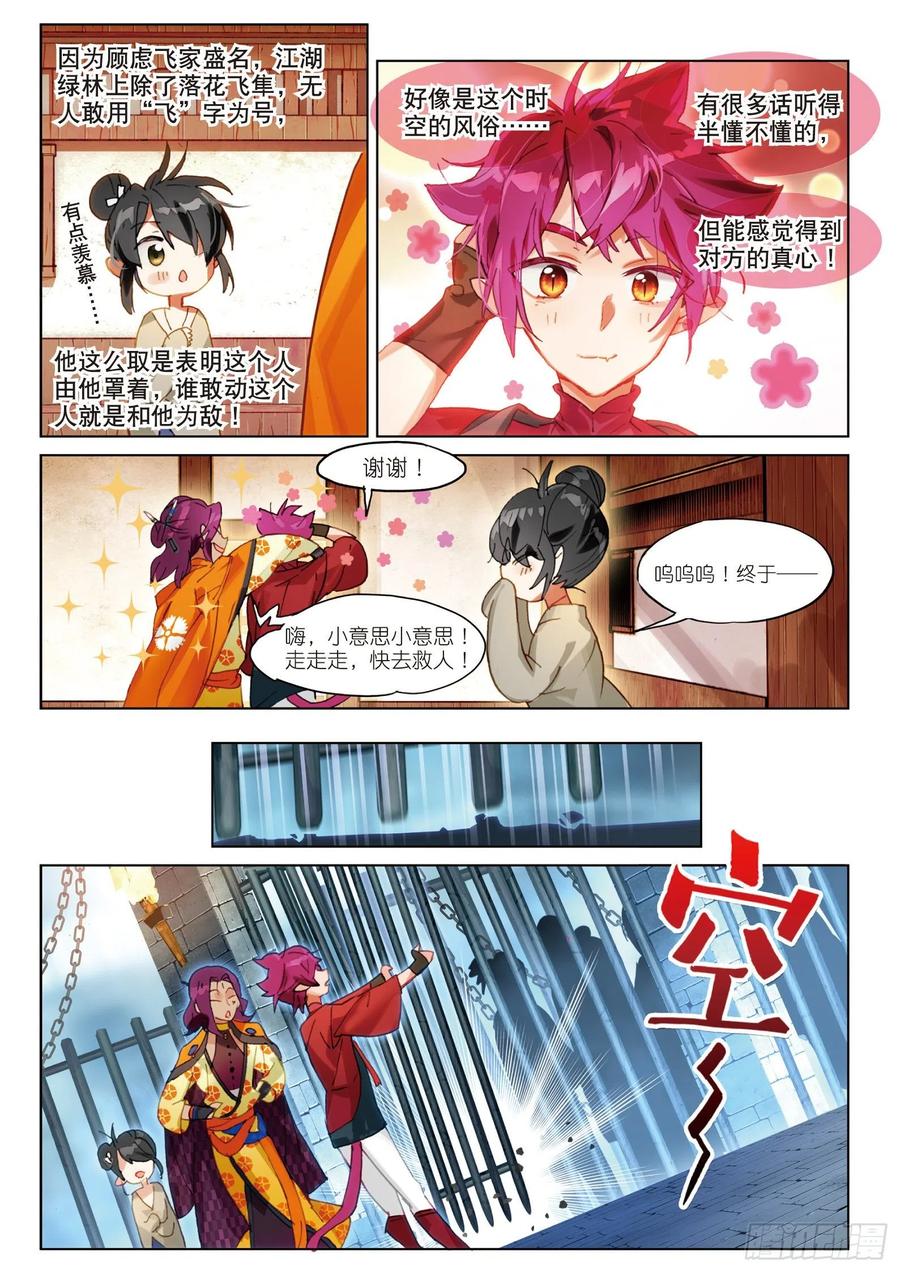 因为顾虑飞家盛名，江湖
绿林上除了落花飞隼，无
人敢用“飞”字为号，
有点羡慕……
他这么取是表明这个人
由他罩着，谁敢动这个
人就是和他为敌！
好像是这个时
空的风俗……
有很多话听得
半懂不懂的，
但能感觉得到
对方的真心！
谢谢！
嗨，小意思小意思！
走走走，快去救人！
呜呜呜！终于——
空～
腾讯动漫